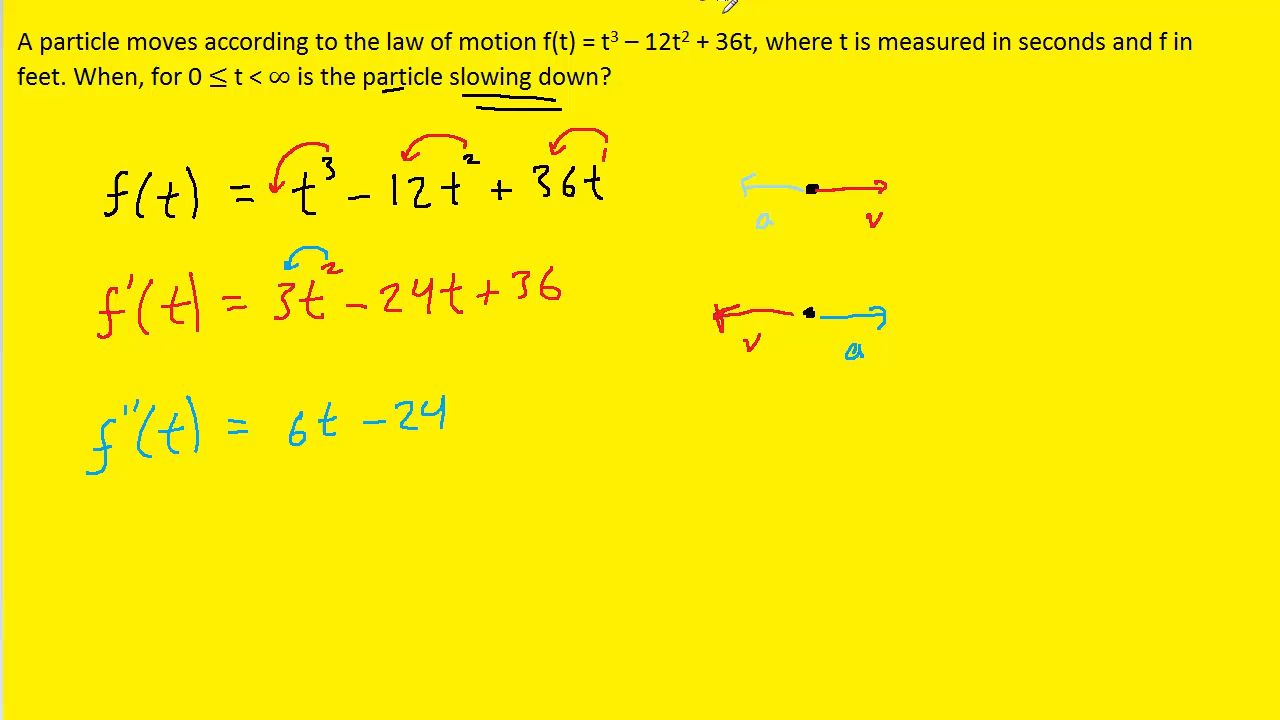 A particle moves according to the law of motion f(t) = t³ – 12t² + 36t, where t is measured in seconds and f in
feet. When, for 0 ≤ t < ∞ is the particle slowing down?
f(t) = t³ – 12t² + 36t¹
a v
f'(t) = 3t² – 24t + 36
v a
f''(t) = 6t – 24